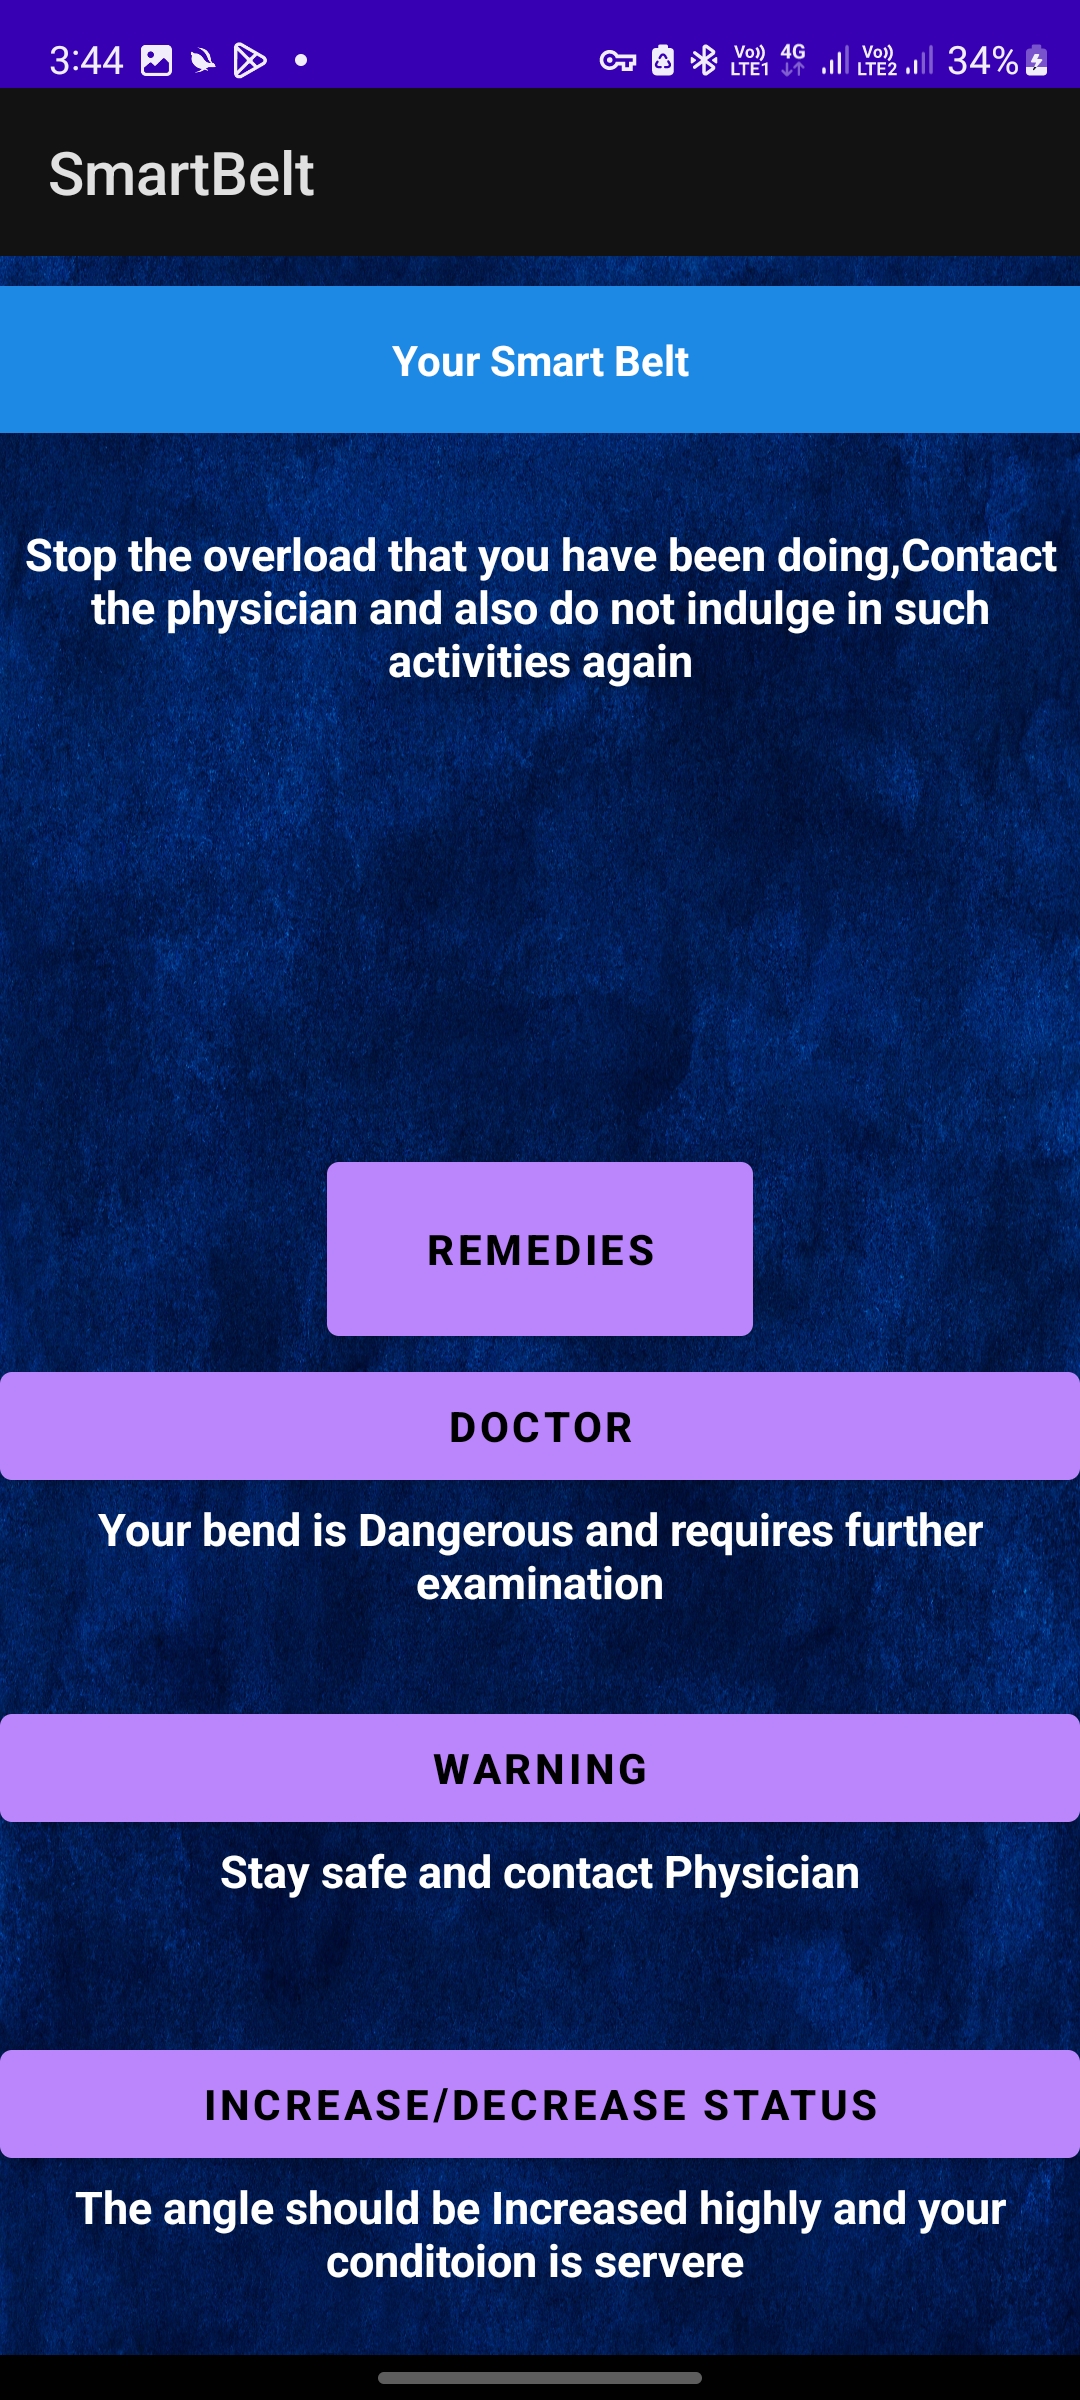 3:44 Vo)) LTE1 4G Vo)) LTE2 34%
SmartBelt
Your Smart Belt
Stop the overload that you have been doing,Contact
the physician and also do not indulge in such
activities again
REMEDIES
DOCTOR
Your bend is Dangerous and requires further
examination
WARNING
Stay safe and contact Physician
INCREASE/DECREASE STATUS
The angle should be Increased highly and your
conditoion is servere